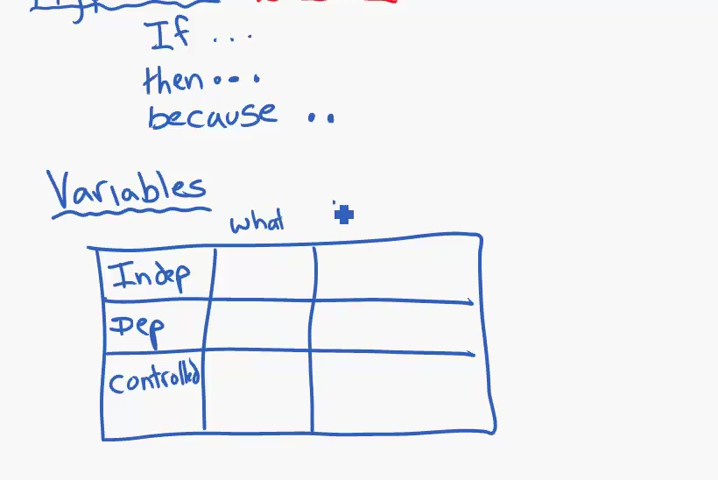 If ...
then...
because ..
Variables
what
Indep
Dep
controlled